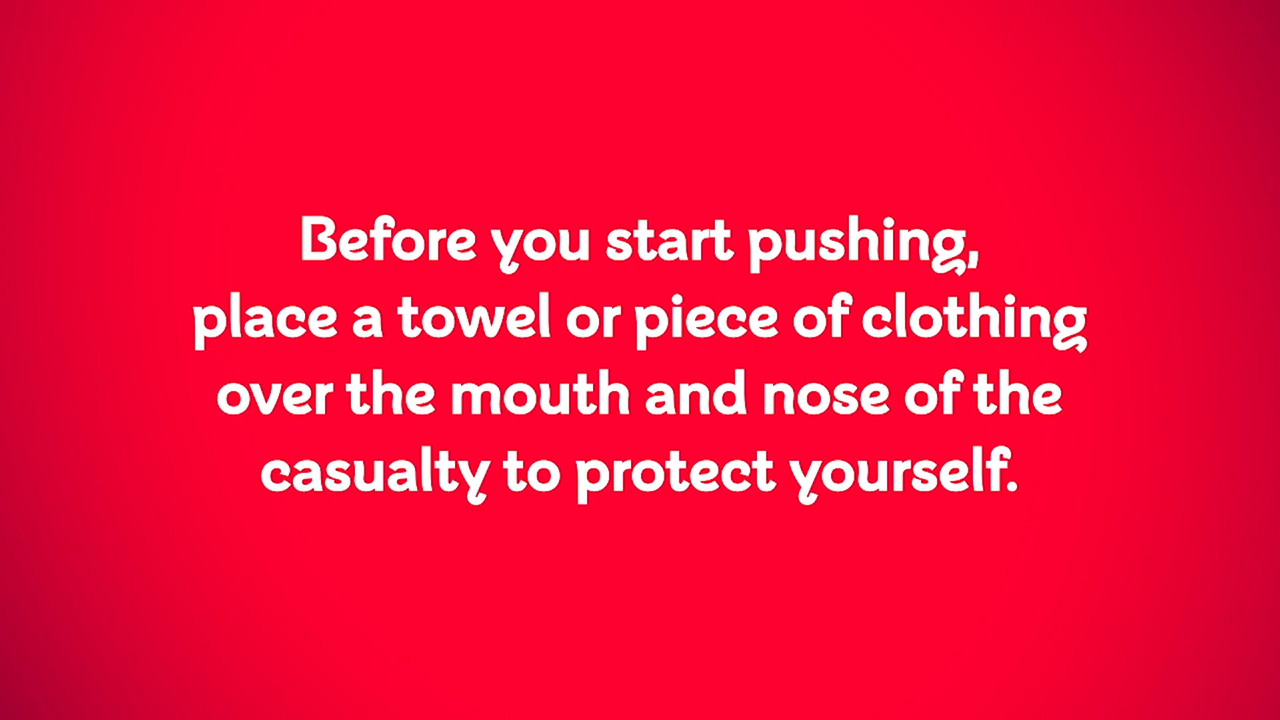 Before you start pushing,
place a towel or piece of clothing
over the mouth and nose of the
casualty to protect yourself.